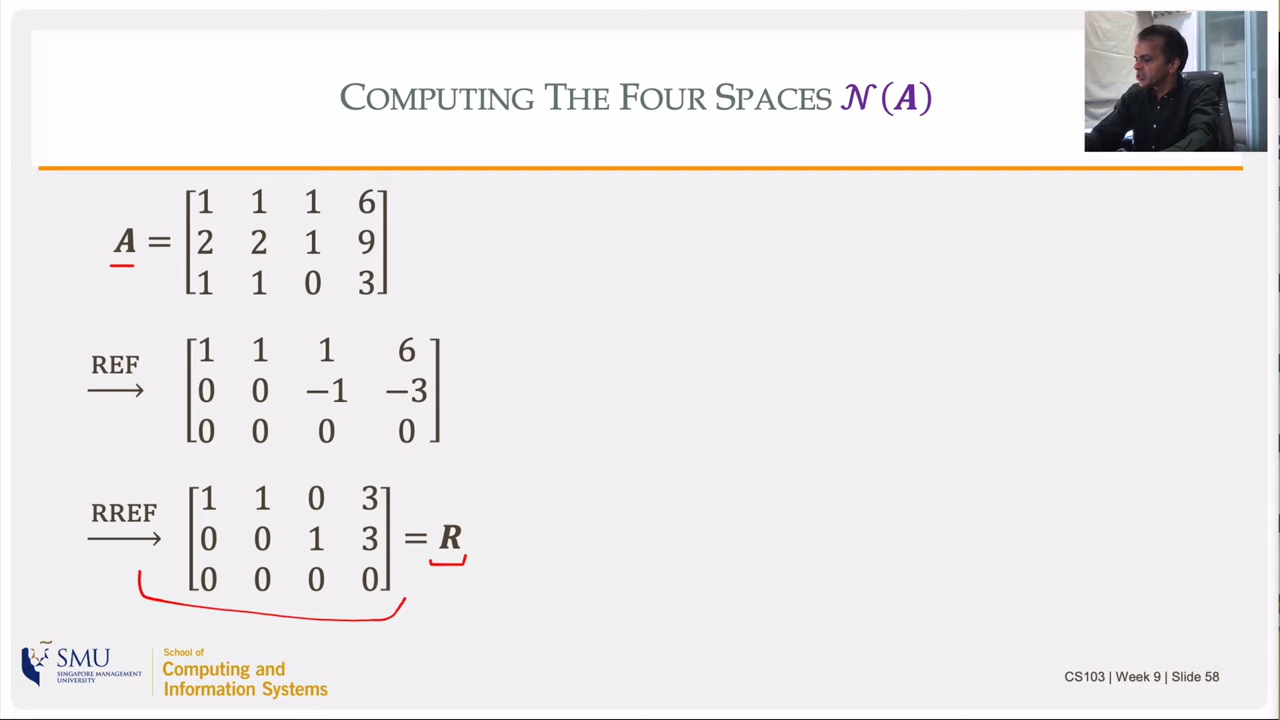 COMPUTING THE FOUR SPACES 𝒩(A)
A = [1 1 1 6
2 2 1 9
1 1 0 3]
REF → [1 1 1 6
0 0 −1 −3
0 0 0 0]
RREF → [1 1 0 3
0 0 1 3
0 0 0 0] = R
SMU
SINGAPORE MANAGEMENT
UNIVERSITY
School of
Computing and
Information Systems
CS103 | Week 9 | Slide 58